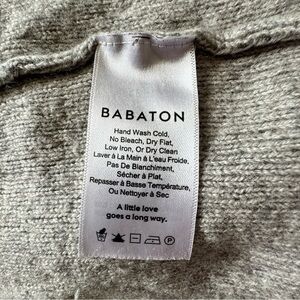 BABATON
Hand Wash Cold,
No Bleach, Dry Flat,
Low Iron, Or Dry Clean
Laver à La Main à L'eau Froide,
Pas De Blanchiment,
Sécher à Plat,
Repasser à Basse Température,
Ou Nettoyer à Sec
A little love
goes a long way.
P